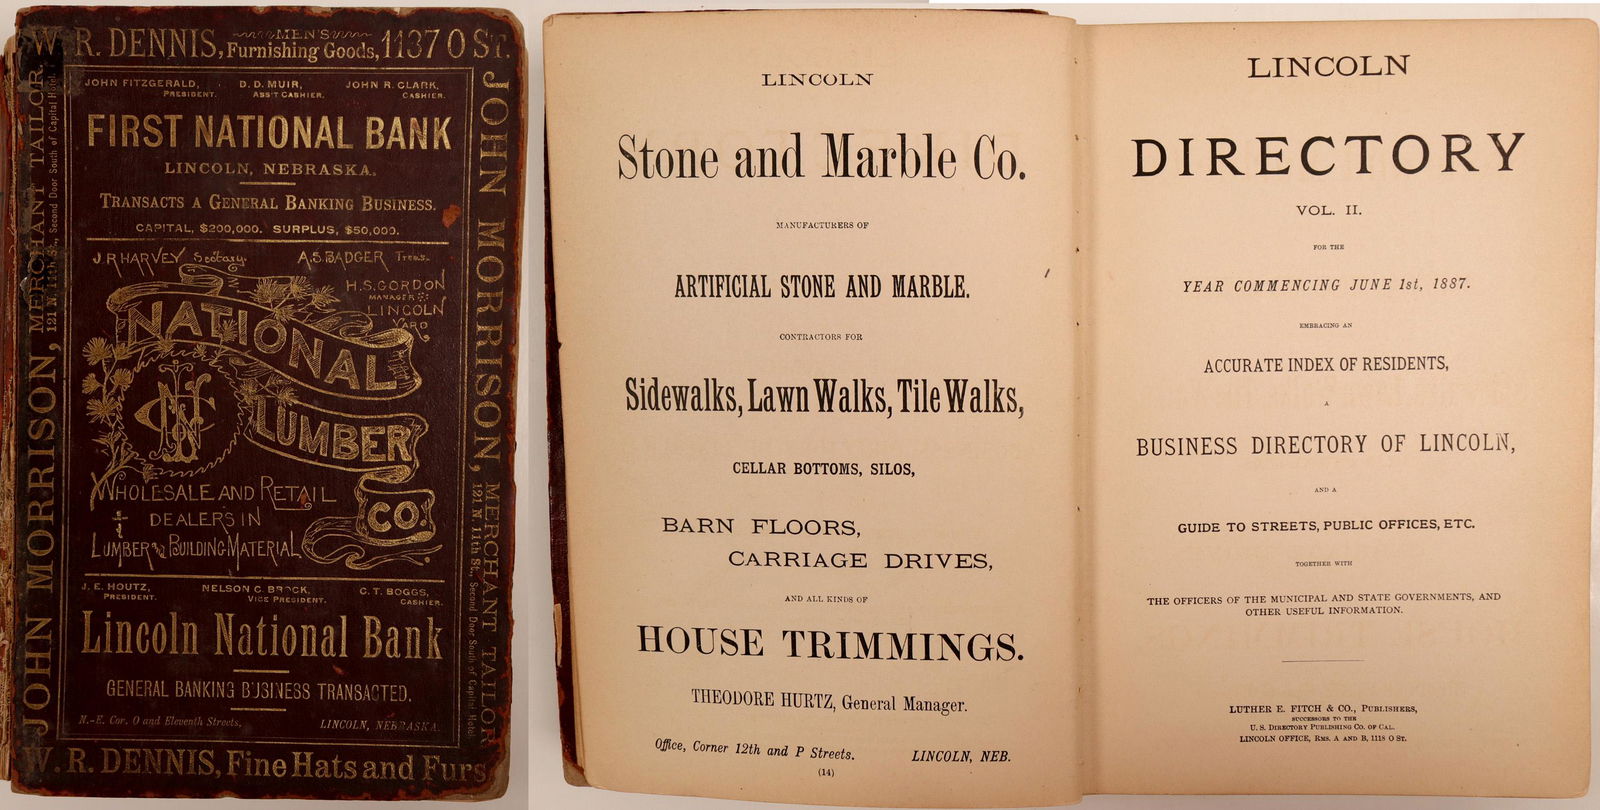 W. R. DENNIS, MEN'S Furnishing Goods, 1137 O ST.
JOHN MORRISON, MERCHANT TAILOR.
121 N. 11th St., Second Door South of Capital Hotel.
JOHN FITZGERALD, D. D. MUIR, JOHN R. CLARK,
PRESIDENT. ASS'T CASHIER. CASHIER.
FIRST NATIONAL BANK
LINCOLN, NEBRASKA.
TRANSACTS A GENERAL BANKING BUSINESS.
CAPITAL, $200,000. SURPLUS, $50,000.
J. R HARVEY Secretary. A. S. BADGER Treas.
H. S. GORDON
MANAGER
LINCOLN
YARD
NATIONAL
LUMBER
CO.
WHOLESALE AND RETAIL
DEALERS IN
LUMBER and BUILDING MATERIAL
J. E. HOUTZ, NELSON C. BROCK, C. T. BOGGS,
PRESIDENT. VICE PRESIDENT. CASHIER.
Lincoln National Bank
GENERAL BANKING BUSINESS TRANSACTED.
N.-E. Cor. O and Eleventh Streets, LINCOLN, NEBRASKA.
JOHN MORRISON, MERCHANT TAILOR
121 N. 11th St., Second Door South of Capital Hotel
W. R. DENNIS, Fine Hats and Furs
LINCOLN
Stone and Marble Co.
MANUFACTURERS OF
ARTIFICIAL STONE AND MARBLE.
CONTRACTORS FOR
Sidewalks, Lawn Walks, Tile Walks,
CELLAR BOTTOMS, SILOS,
BARN FLOORS,
CARRIAGE DRIVES,
AND ALL KINDS OF
HOUSE TRIMMINGS.
THEODORE HURTZ, General Manager.
Office, Corner 12th and P Streets. LINCOLN, NEB.
(14)
LINCOLN
DIRECTORY
VOL. II.
FOR THE
YEAR COMMENCING JUNE 1st, 1887.
EMBRACING AN
ACCURATE INDEX OF RESIDENTS,
A
BUSINESS DIRECTORY OF LINCOLN,
AND A
GUIDE TO STREETS, PUBLIC OFFICES, ETC.
TOGETHER WITH
THE OFFICERS OF THE MUNICIPAL AND STATE GOVERNMENTS, AND
OTHER USEFUL INFORMATION.
LUTHER E. FITCH & CO., PUBLISHERS,
SUCCESSORS TO THE
U. S. DIRECTORY PUBLISHING CO. OF CAL.
LINCOLN OFFICE, RMS. A AND B, 1118 O ST.